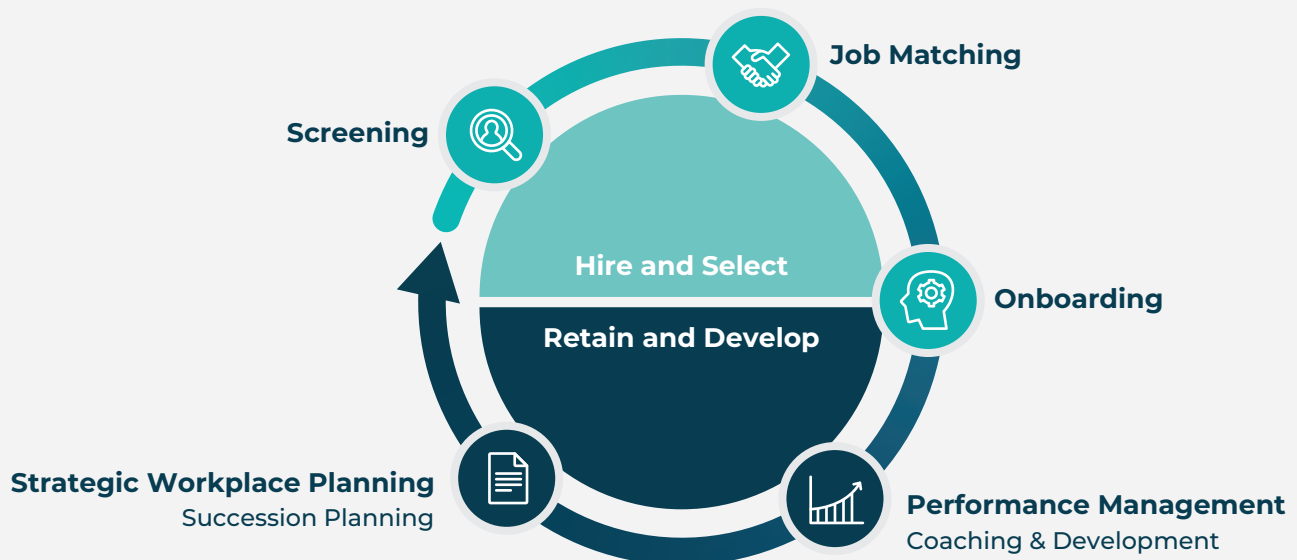 Job Matching
Screening
Hire and Select
Onboarding
Retain and Develop
Strategic Workplace Planning
Succession Planning
Performance Management
Coaching & Development